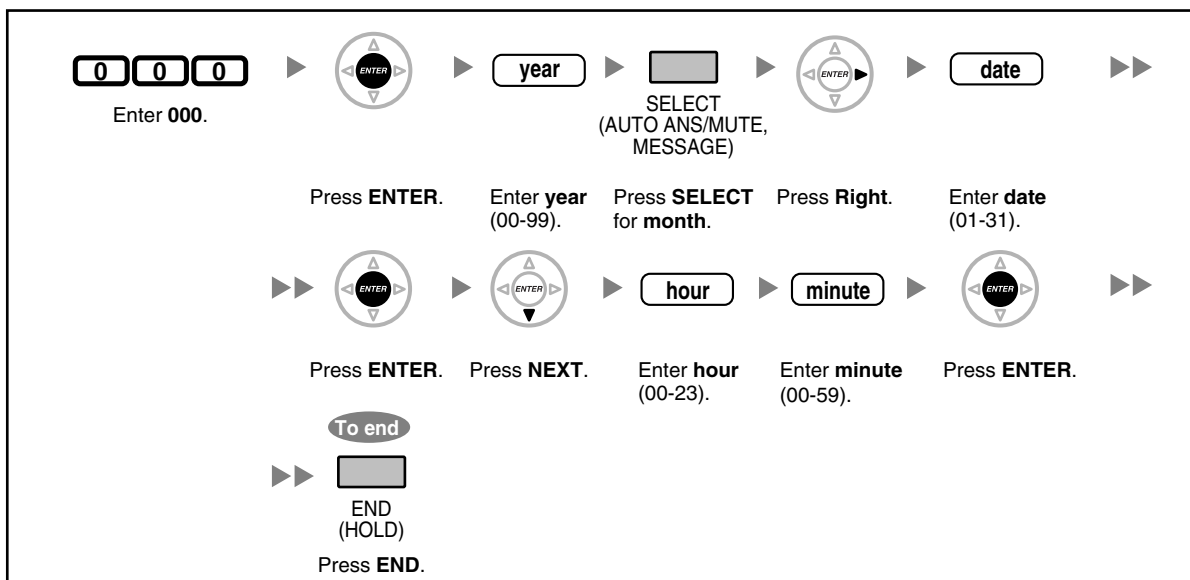 0 0 0
Enter 000.
ENTER
Press ENTER.
year
Enter year
(00-99).
SELECT
(AUTO ANS/MUTE,
MESSAGE)
Press SELECT
for month.
ENTER
Press Right.
date
Enter date
(01-31).
ENTER
Press ENTER.
ENTER
Press NEXT.
hour
Enter hour
(00-23).
minute
Enter minute
(00-59).
ENTER
Press ENTER.
To end
END
(HOLD)
Press END.